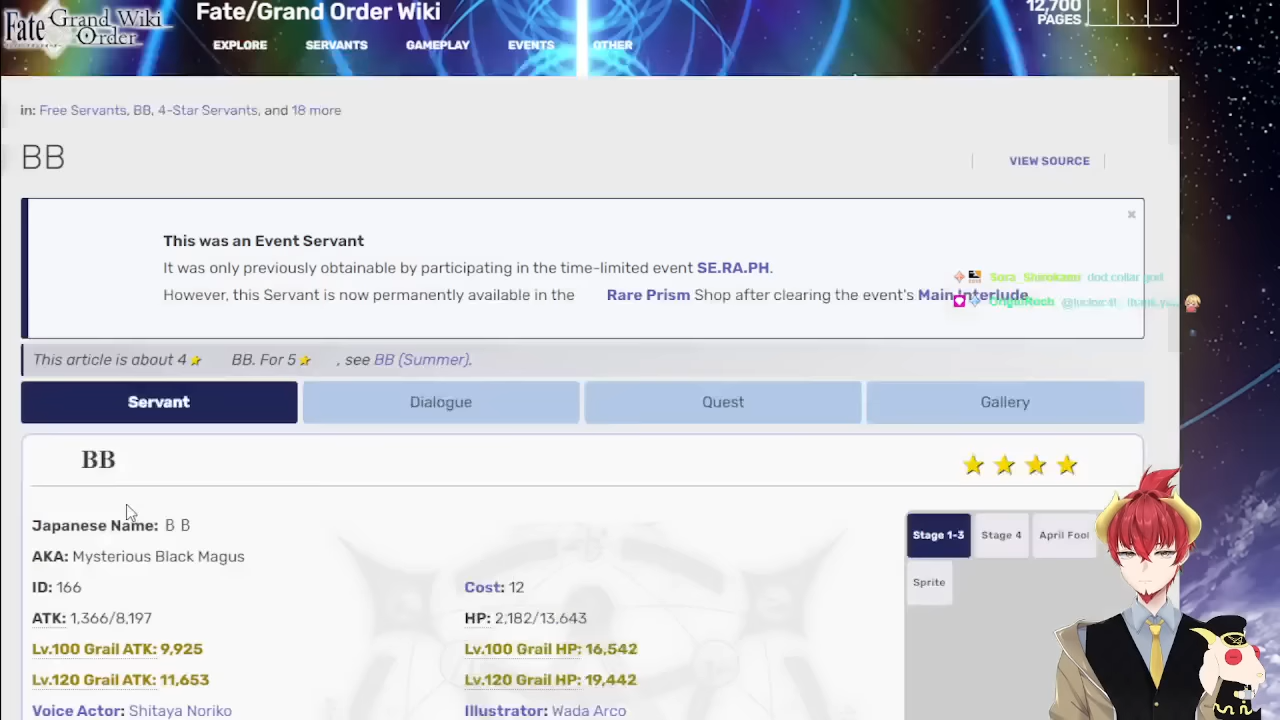 Fate Grand Wiki
Order
Fate/Grand Order Wiki
12,700
PAGES
EXPLORE SERVANTS GAMEPLAY EVENTS OTHER
in: Free Servants, BB, 4-Star Servants, and 18 more
BB
VIEW SOURCE
This was an Event Servant
It was only previously obtainable by participating in the time-limited event SE.RA.PH.
However, this Servant is now permanently available in the Rare Prism Shop after clearing the event's Main Interlude.
dod collar god
OriginRoch
This article is about 4 BB. For 5 , see BB (Summer).
Servant Dialogue Quest Gallery
BB
Japanese Name: B B
AKA: Mysterious Black Magus
ID: 166 Cost: 12
ATK: 1,366/8,197 HP: 2,182/13,643
Lv.100 Grail ATK: 9,925 Lv.100 Grail HP: 16,542
Lv.120 Grail ATK: 11,653 Lv.120 Grail HP: 19,442
Voice Actor: Shitaya Noriko Illustrator: Wada Arco
Stage 1-3 Stage 4 April Fool
Sprite